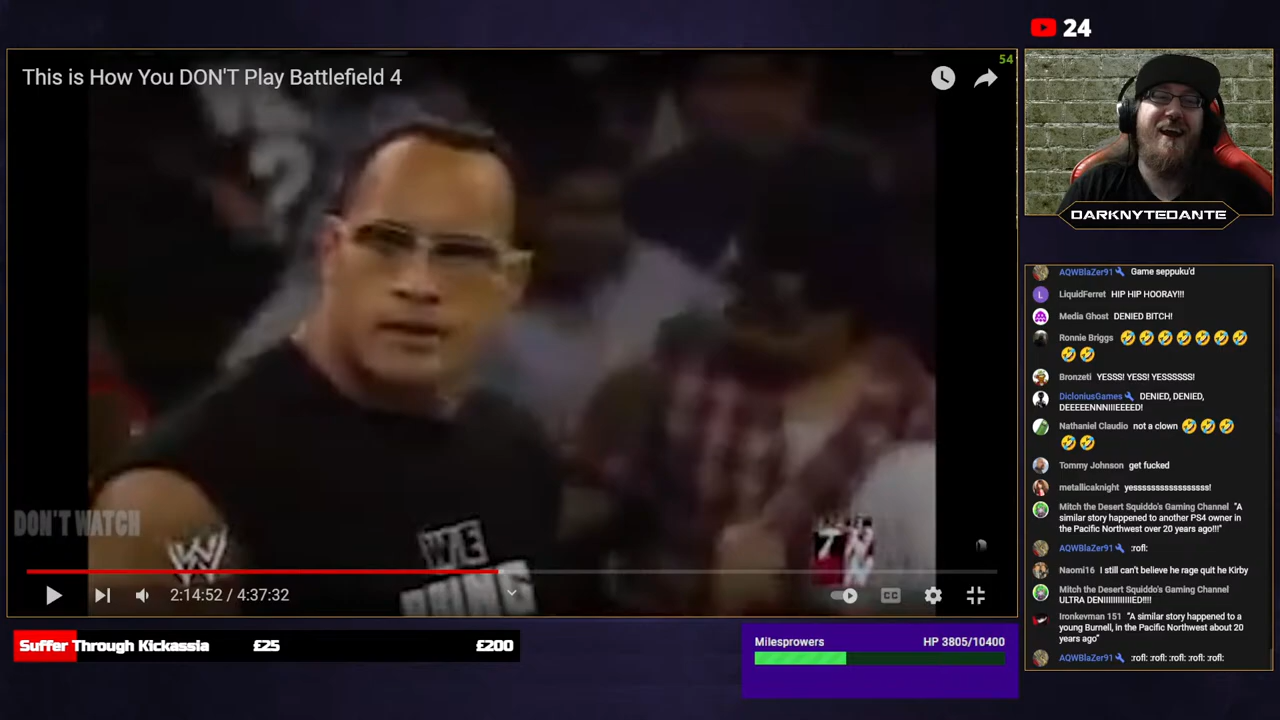 24
This is How You DON'T Play Battlefield 4
54
DARKNYTEDANTE
AQWBlaZer91 Game seppuku'd
LiquidFerret HIP HIP HOORAY!!!
Media Ghost DENIED BITCH!
Ronnie Briggs 🤣🤣🤣🤣🤣🤣🤣
🤣🤣
Bronzeti YESSS! YESS! YESSSSSS!
DicloniusGames DENIED, DENIED,
DEEEEENNNIIIEEEED!
Nathaniel Claudio not a clown 🤣🤣🤣
🤣🤣
Tommy Johnson get fucked
metallicaknight yesssssssssssssssss!
Mitch the Desert Squiddo's Gaming Channel "A
similar story happened to another PS4 owner in
the Pacific Northwest over 20 years ago!!!"
AQWBlaZer91 :rofl:
Naomi16 I still can't believe he rage quit he Kirby
Mitch the Desert Squiddo's Gaming Channel
ULTRA DENIIIIIIIIIIIED!!!!
Ironkevman 151 "A similar story happened to a
young Burnell, in the Pacific Northwest about 20
years ago"
AQWBlaZer91 :rofl: :rofl: :rofl: :rofl: :rofl:
DON'T WATCH
W
WE
BRING
2:14:52 / 4:37:32
CC
Suffer Through Kickassia £25 £200
Milesprowers HP 3805/10400